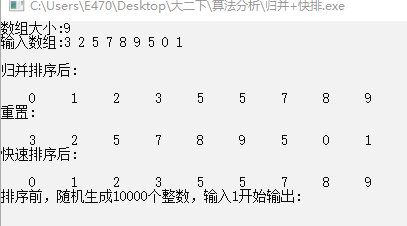 C:\Users\E470\Desktop\大二下\算法分析\归并+快排.exe
数组大小:9
输入数组:3 2 5 7 8 9 5 0 1
归并排序后:
0 1 2 3 5 5 7 8 9
重置:
3 2 5 7 8 9 5 0 1
快速排序后:
0 1 2 3 5 5 7 8 9
排序前，随机生成10000个整数，输入1开始输出: